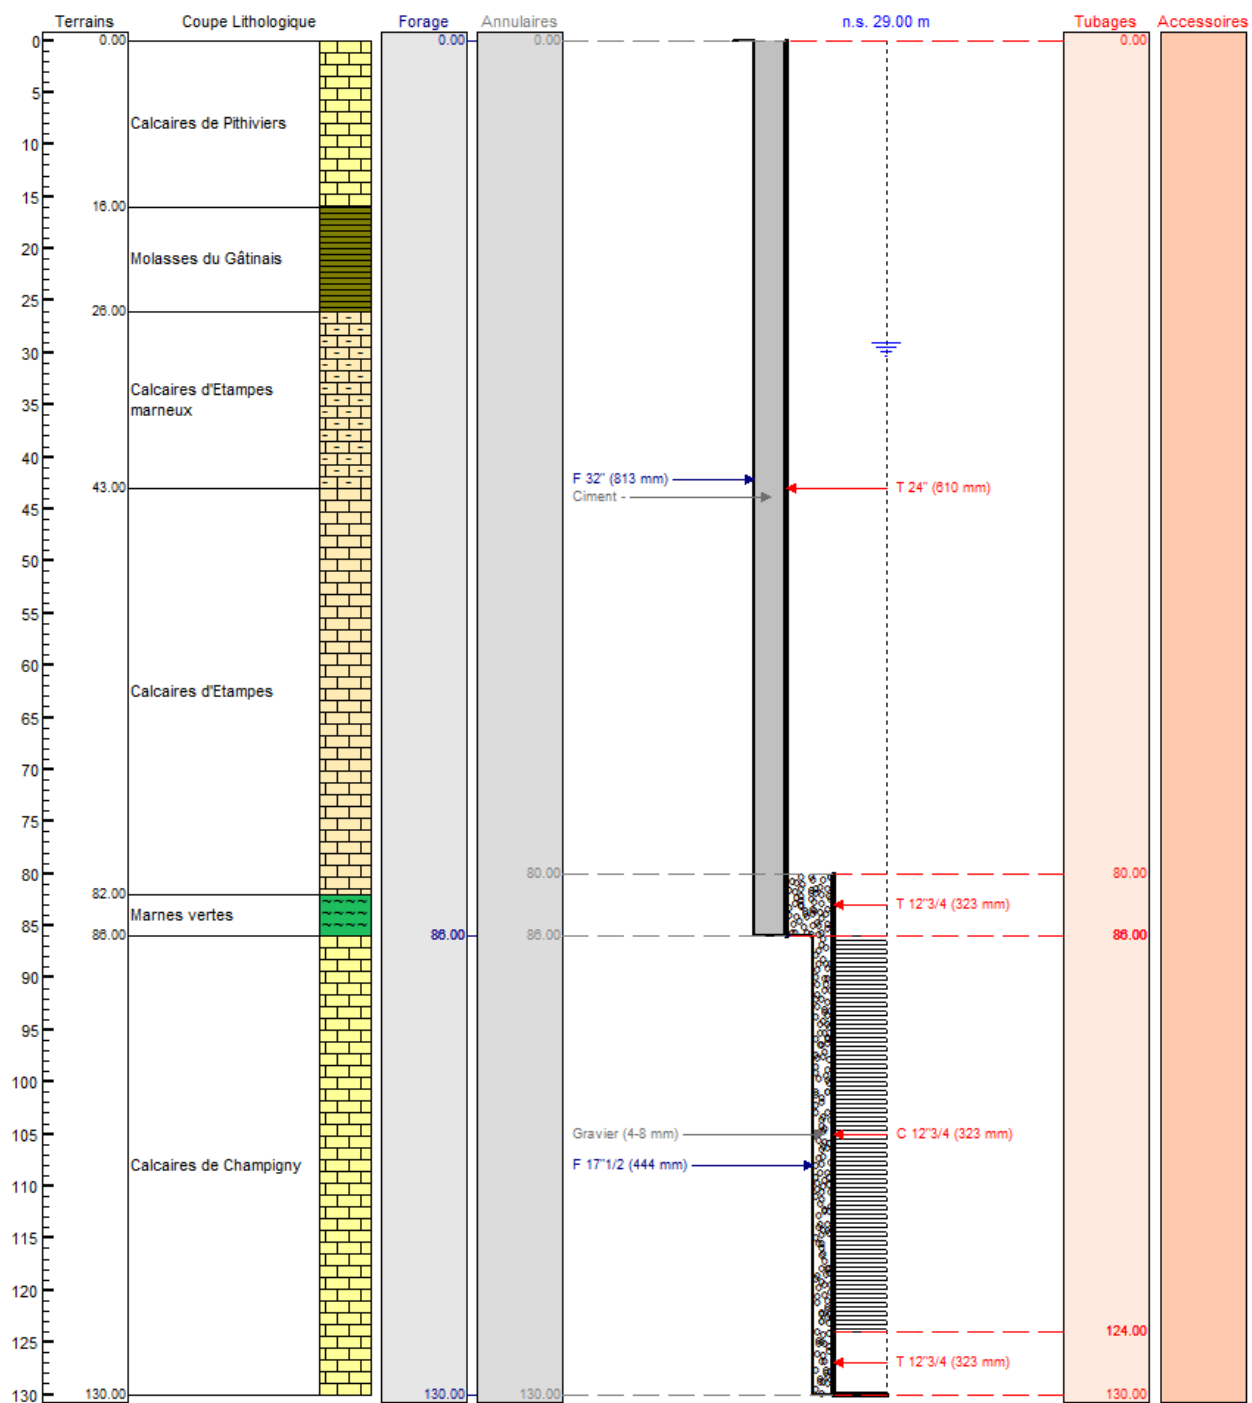 Terrains Coupe Lithologique Forage Annulaires n.s. 29.00 m Tubages Accessoires
0 0.00 0.00 0.00 0.00
5
Calcaires de Pithiviers
10
15
16.00
20
Molasses du Gâtinais
25
26.00
30
35
Calcaires d'Etampes
marneux
40
F 32" (813 mm)
43.00 T 24" (610 mm)
Ciment -
45
50
55
60
Calcaires d'Etampes
65
70
75
80 80.00 80.00
82.00
T 12"3/4 (323 mm)
Marnes vertes
85
86.00 86.00 86.00 86.00
90
95
100
105 Gravier (4-8 mm) C 12"3/4 (323 mm)
Calcaires de Champigny F 17"1/2 (444 mm)
110
115
120
124.00
125
T 12"3/4 (323 mm)
130 130.00 130.00 130.00 130.00